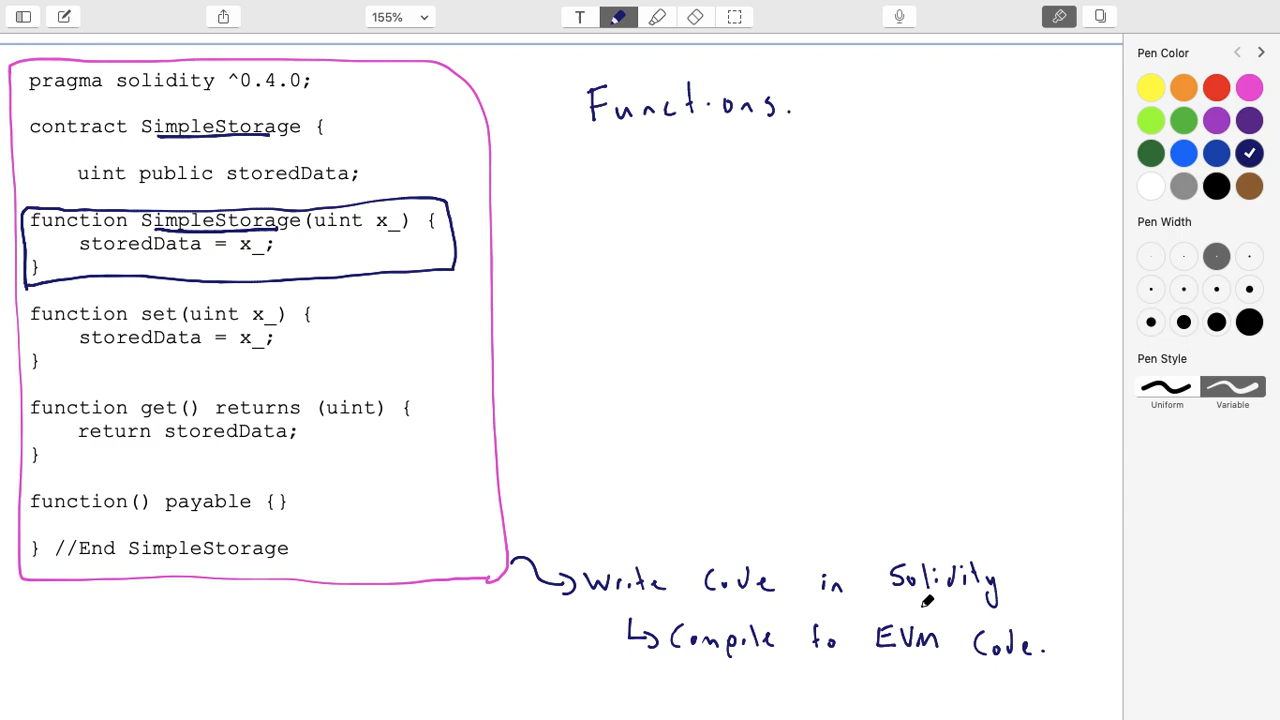 T
155%
Pen Color
pragma solidity ^0.4.0;
contract SimpleStorage {
uint public storedData;
function SimpleStorage(uint x_) {
storedData = x_;
}
function set(uint x_) {
storedData = x_;
}
function get() returns (uint) {
return storedData;
}
function() payable {}
} //End SimpleStorage
Functions.
Write Code in Solidity
Compile to EVM Code.
Pen Width
Pen Style
Uniform Variable